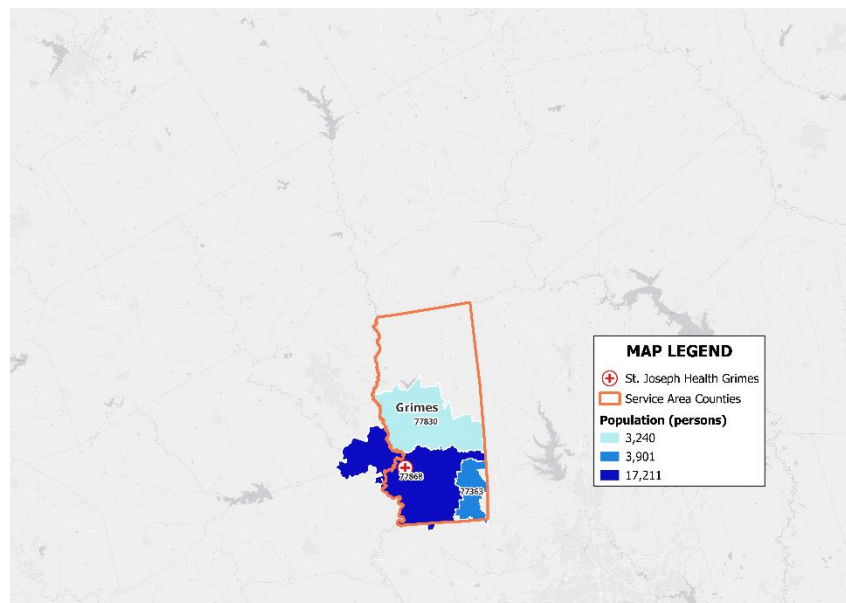 Grimes
77830
77868
77363
MAP LEGEND
St. Joseph Health Grimes
Service Area Counties
Population (persons)
3,240
3,901
17,211